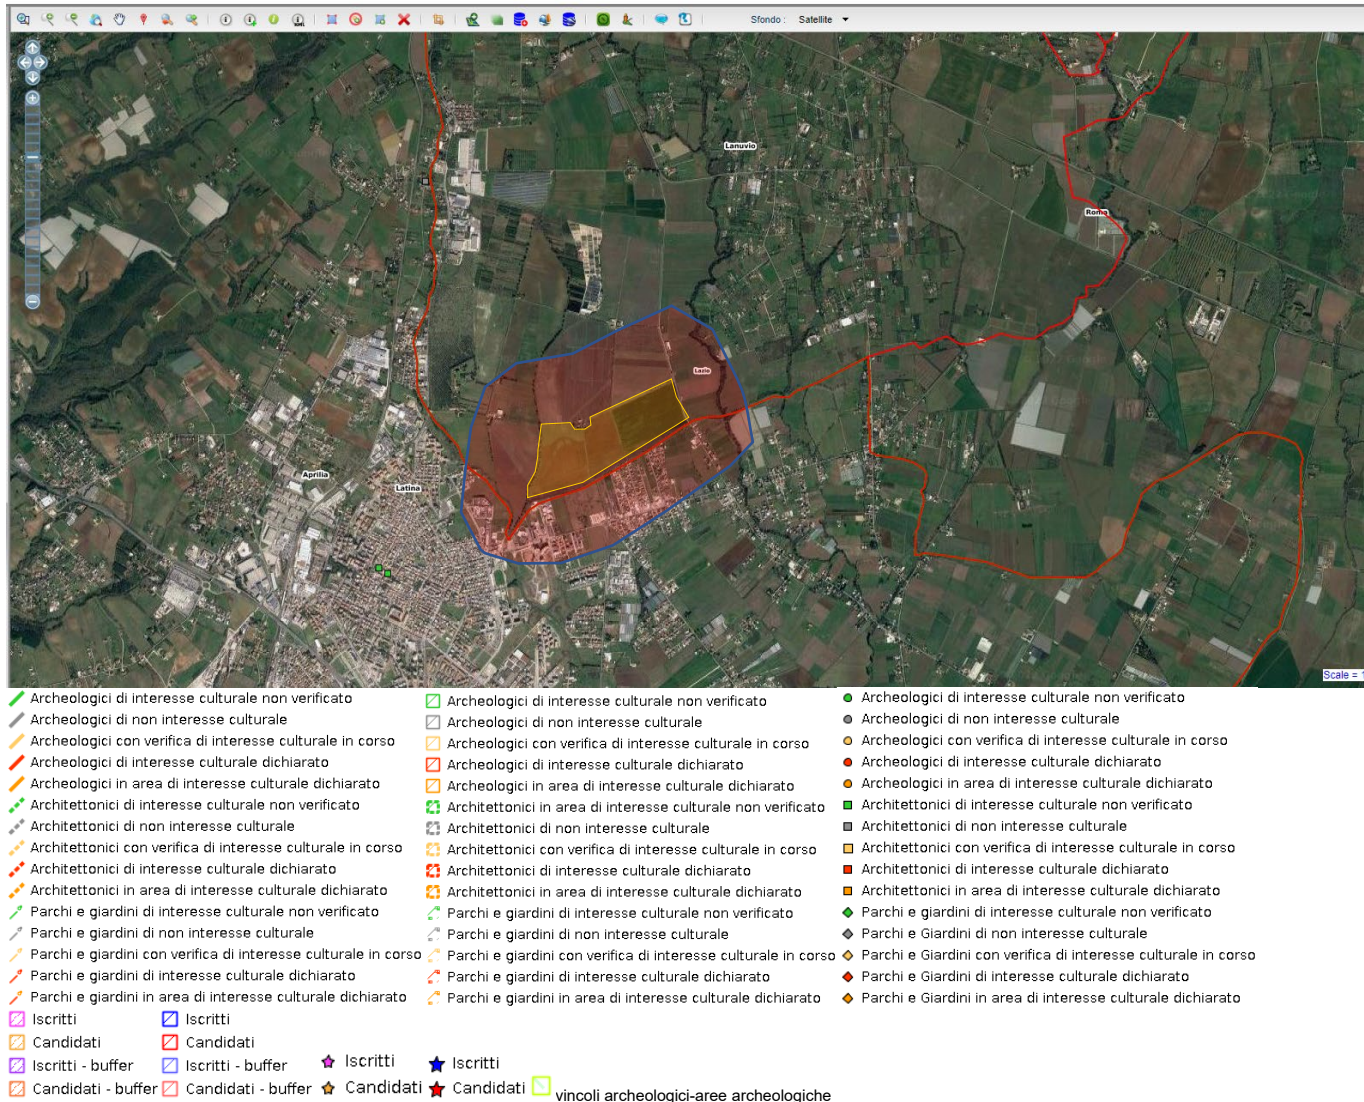 Sfondo : Satellite
Lanuvio
Roma
Lazio
Aprilia
Latina
Scale = 1
Archeologici di interesse culturale non verificato
Archeologici di non interesse culturale
Archeologici con verifica di interesse culturale in corso
Archeologici di interesse culturale dichiarato
Archeologici in area di interesse culturale dichiarato
Architettonici di interesse culturale non verificato
Architettonici di non interesse culturale
Architettonici con verifica di interesse culturale in corso
Architettonici di interesse culturale dichiarato
Architettonici in area di interesse culturale dichiarato
Parchi e giardini di interesse culturale non verificato
Parchi e giardini di non interesse culturale
Parchi e giardini con verifica di interesse culturale in corso
Parchi e giardini di interesse culturale dichiarato
Parchi e giardini in area di interesse culturale dichiarato
Archeologici di interesse culturale non verificato
Archeologici di non interesse culturale
Archeologici con verifica di interesse culturale in corso
Archeologici di interesse culturale dichiarato
Archeologici in area di interesse culturale dichiarato
Architettonici in area di interesse culturale non verificato
Architettonici di non interesse culturale
Architettonici con verifica di interesse culturale in corso
Architettonici di interesse culturale dichiarato
Architettonici in area di interesse culturale dichiarato
Parchi e giardini di interesse culturale non verificato
Parchi e giardini di non interesse culturale
Parchi e giardini con verifica di interesse culturale in corso
Parchi e giardini di interesse culturale dichiarato
Parchi e giardini in area di interesse culturale dichiarato
Archeologici di interesse culturale non verificato
Archeologici di non interesse culturale
Archeologici con verifica di interesse culturale in corso
Archeologici di interesse culturale dichiarato
Archeologici in area di interesse culturale dichiarato
Architettonici di interesse culturale non verificato
Architettonici di non interesse culturale
Architettonici con verifica di interesse culturale in corso
Architettonici di interesse culturale dichiarato
Architettonici in area di interesse culturale dichiarato
Parchi e giardini di interesse culturale non verificato
Parchi e Giardini di non interesse culturale
Parchi e Giardini con verifica di interesse culturale in corso
Parchi e Giardini di interesse culturale dichiarato
Parchi e Giardini in area di interesse culturale dichiarato
Iscritti
Candidati
Iscritti - buffer
Candidati - buffer
Iscritti
Candidati
Iscritti - buffer
Candidati - buffer
Iscritti
Candidati
Iscritti
Candidati
vincoli archeologici-aree archeologiche